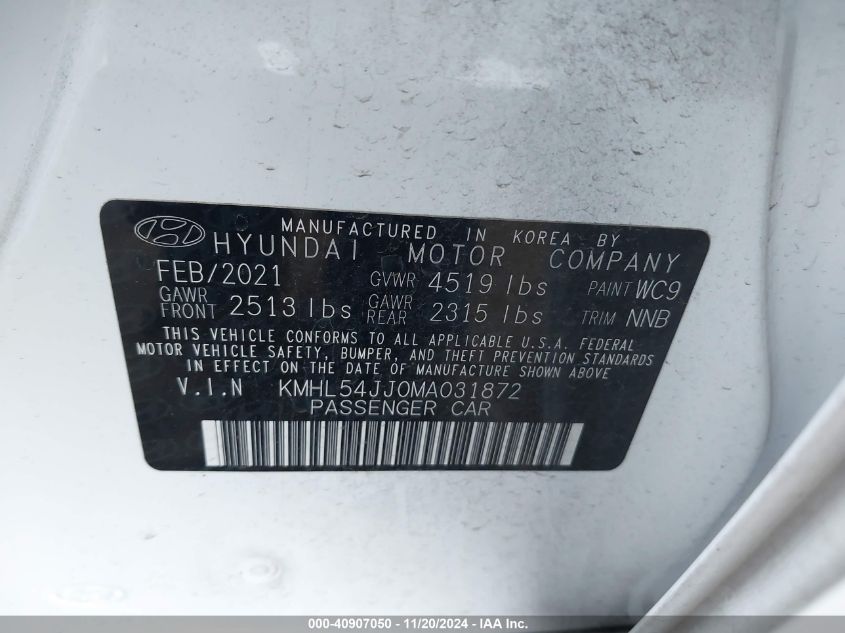 MANUFACTURED IN KOREA BY
HYUNDAI MOTOR COMPANY
FEB/2021 GVWR 4519 lbs PAINT WC9
GAWR FRONT 2513 lbs GAWR REAR 2315 lbs TRIM NNB
THIS VEHICLE CONFORMS TO ALL APPLICABLE U.S.A. FEDERAL
MOTOR VEHICLE SAFETY, BUMPER, AND THEFT PREVENTION STANDARDS
IN EFFECT ON THE DATE OF MANUFACTURE SHOWN ABOVE
V.I.N KMHL54JJ0MA031872
PASSENGER CAR
000-40907050 - 11/20/2024 - IAA Inc.